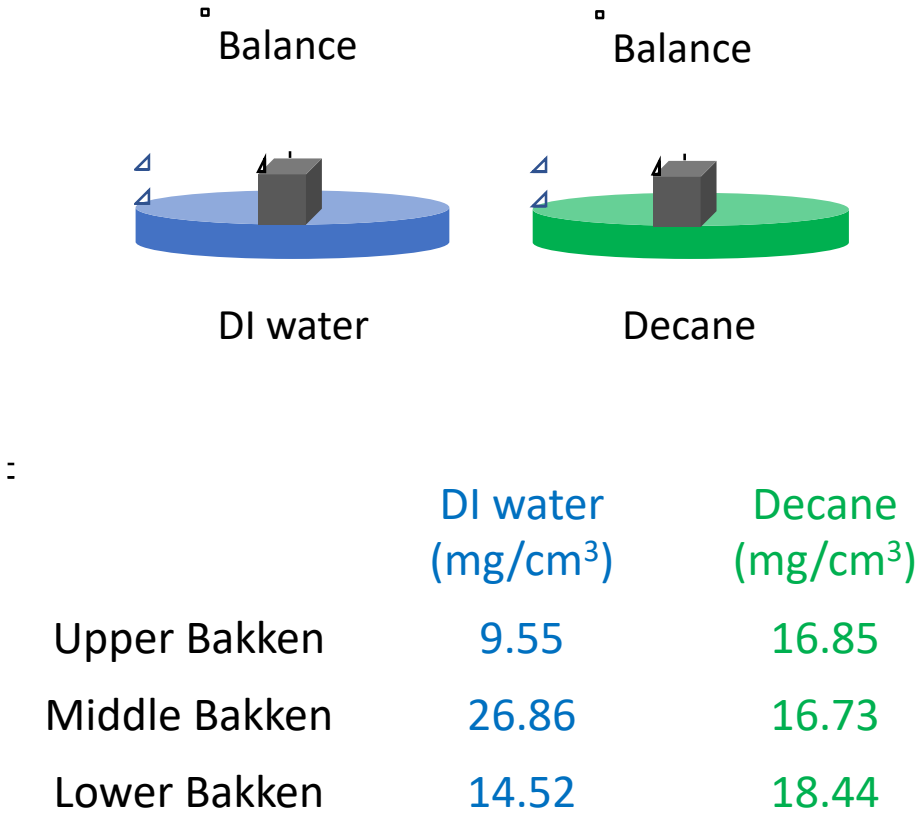 Balance Balance
DI water Decane
DI water Decane
(mg/cm³) (mg/cm³)
Upper Bakken 9.55 16.85
Middle Bakken 26.86 16.73
Lower Bakken 14.52 18.44